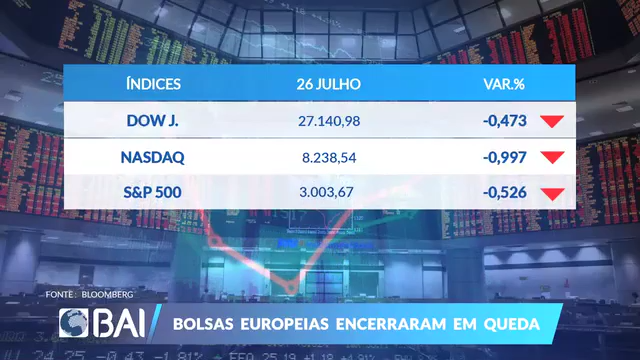 ÍNDICES 26 JULHO VAR.%
DOW J. 27.140,98 -0,473
NASDAQ 8.238,54 -0,997
S&P 500 3.003,67 -0,526
FONTE: BLOOMBERG
BAI BOLSAS EUROPEIAS ENCERRARAM EM QUEDA